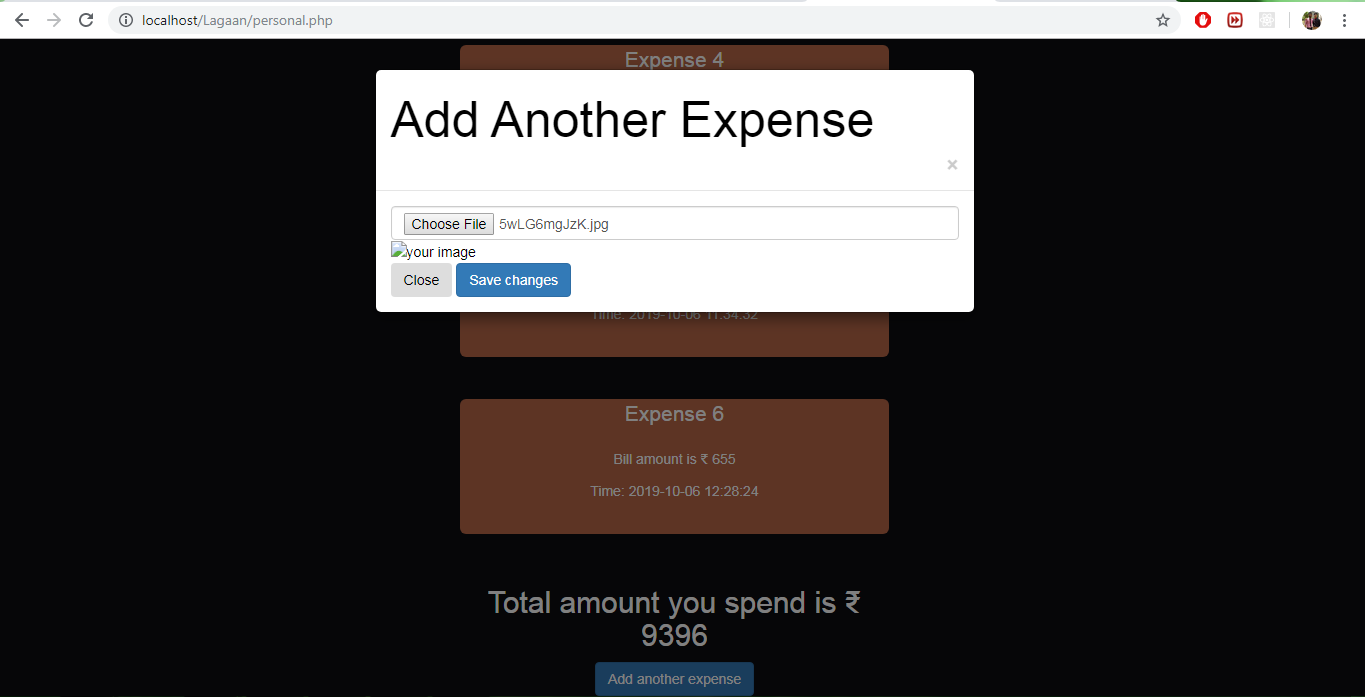 localhost/Lagaan/personal.php
Expense 4
Add Another Expense
×
Choose File 5wLG6mgJzK.jpg
your image
Close Save changes
Time: 2019-10-06 11:34:32
Expense 6
Bill amount is ₹ 655
Time: 2019-10-06 12:28:24
Total amount you spend is ₹
9396
Add another expense